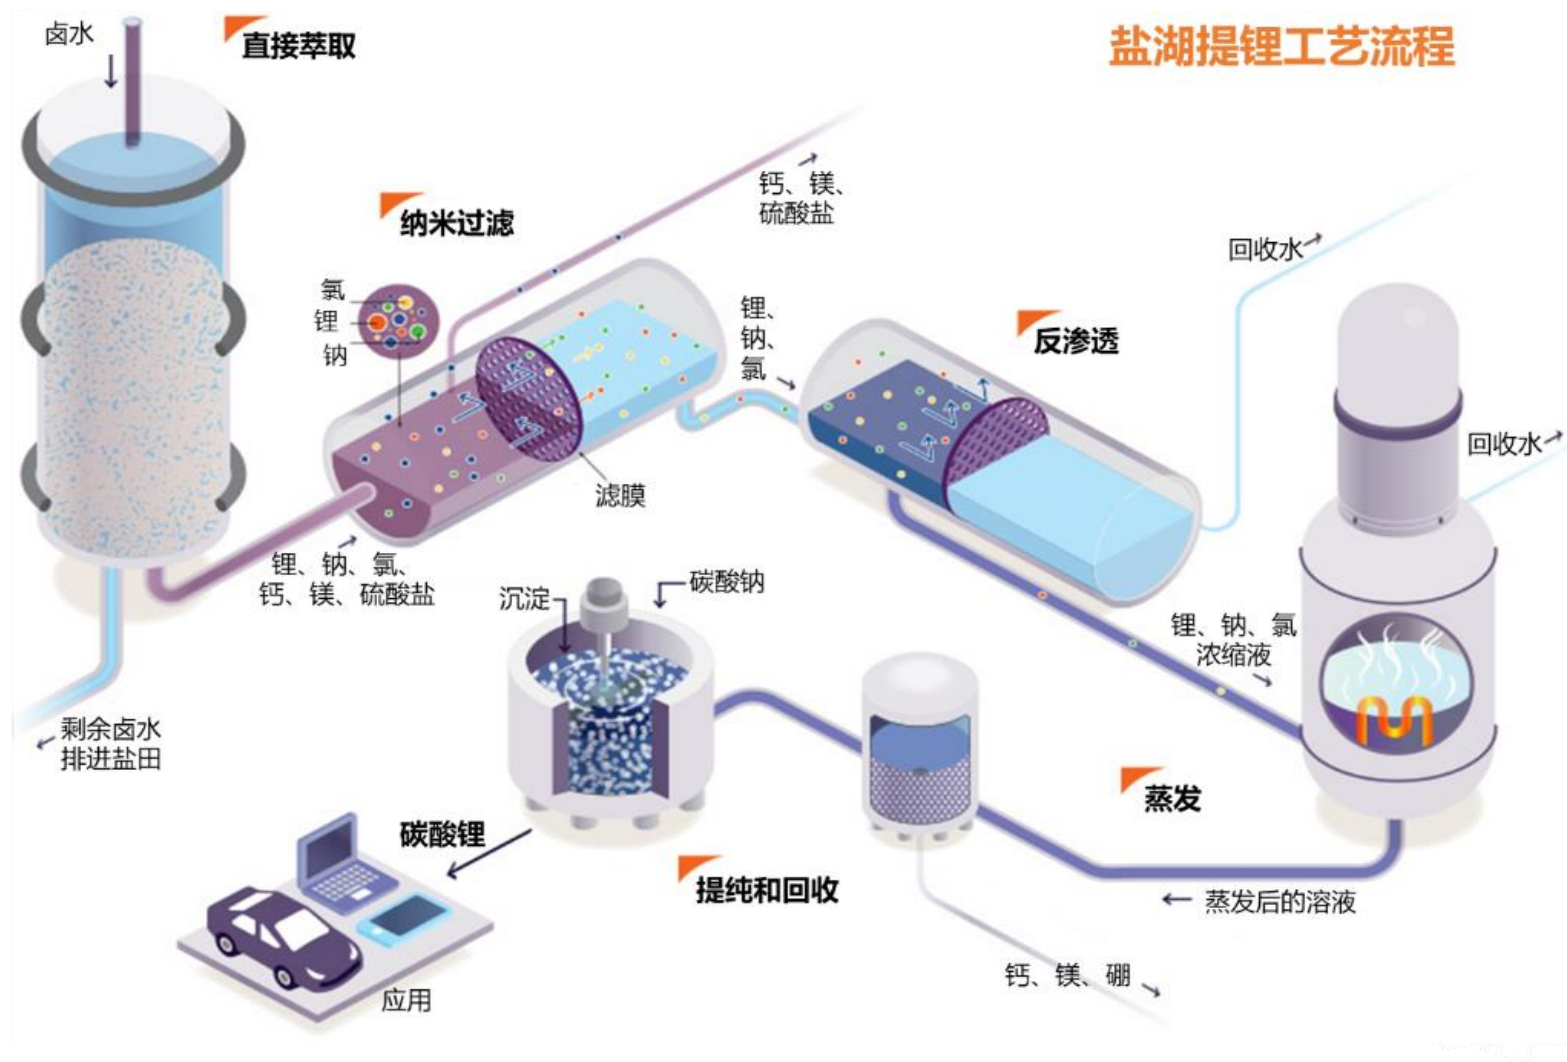 盐湖提锂工艺流程
卤水
直接萃取
钙、镁、
硫酸盐
纳米过滤
回收水
氯
锂
钠
锂、
钠、
氯
反渗透
回收水
滤膜
锂、钠、氯、
钙、镁、硫酸盐
沉淀
碳酸钠
锂、钠、氯
浓缩液
剩余卤水
排进盐田
蒸发
碳酸锂
提纯和回收
蒸发后的溶液
钙、镁、硼
应用